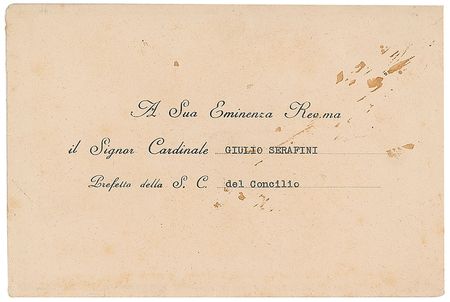 A Sua Eminenza Rev.ma
il Signor Cardinale GIULIO SERAFINI
Prefetto della S. C. del Concilio